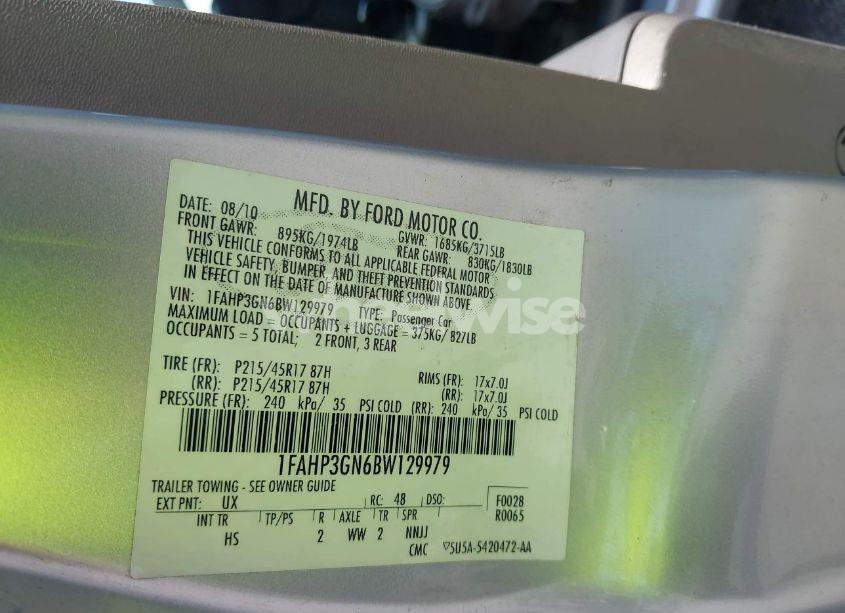 MFD. BY FORD MOTOR CO.
DATE: 08/10 GVWR: 1685KG/3715LB
FRONT GAWR: 895KG/1974LB REAR GAWR: 830KG/1830LB
THIS VEHICLE CONFORMS TO ALL APPLICABLE FEDERAL MOTOR
VEHICLE SAFETY, BUMPER, AND THEFT PREVENTION STANDARDS
IN EFFECT ON THE DATE OF MANUFACTURE SHOWN ABOVE.
VIN: 1FAHP3GN6BW129979 TYPE: Passenger Car
MAXIMUM LOAD = OCCUPANTS + LUGGAGE = 375KG/ 827LB
OCCUPANTS = 5 TOTAL; 2 FRONT, 3 REAR
TIRE (FR): P215/45R17 87H RIMS (FR): 17x7.0J
(RR): P215/45R17 87H (RR): 17x7.0J
PRESSURE (FR): 240 kPa/ 35 PSI COLD (RR): 240 kPa/ 35 PSI COLD
1FAHP3GN6BW129979
TRAILER TOWING - SEE OWNER GUIDE
EXT PNT: UX RC: 48 DSO: F0028
INT TR TP/PS R AXLE TR SPR R0065
HS 2 WW 2 NNJJ
CMC 5U5A-5420472-AA
wheelwise